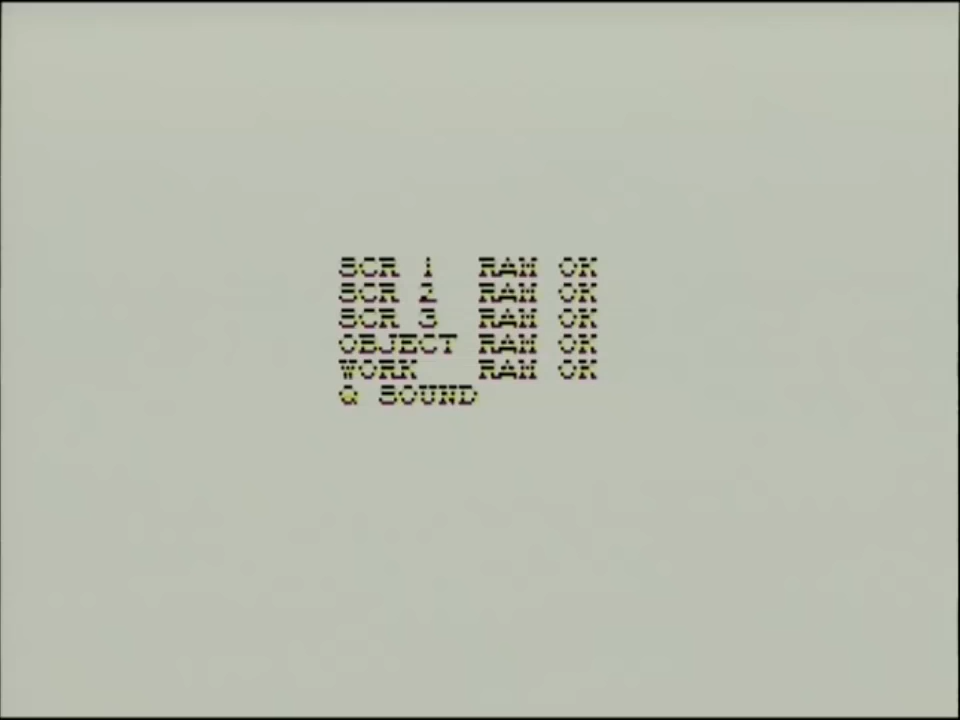 SCR 1 RAM OK
SCR 2 RAM OK
SCR 3 RAM OK
OBJECT RAM OK
WORK RAM OK
Q SOUND